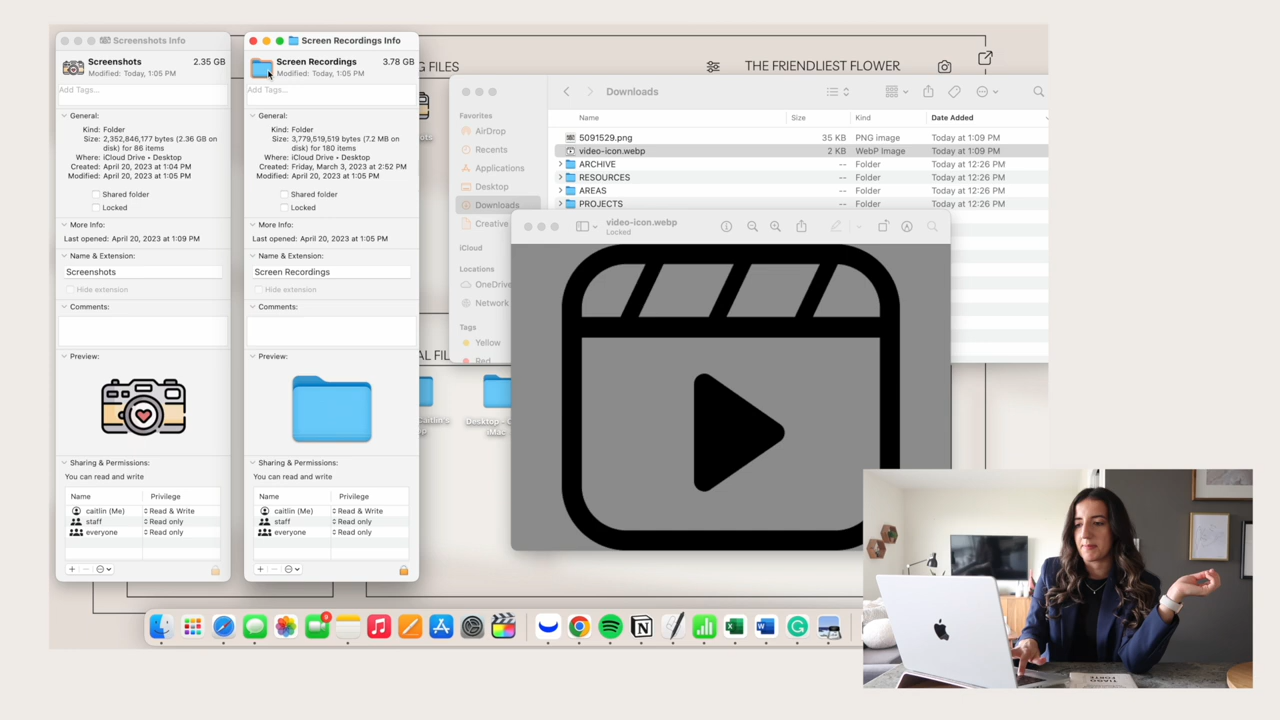 Screenshots Info
Screenshots 2.35 GB
Modified: Today, 1:05 PM
Add Tags...
General:
Kind: Folder
Size: 2,352,846,177 bytes (2.36 GB on
disk) for 86 items
Where: iCloud Drive • Desktop
Created: April 20, 2023 at 1:04 PM
Modified: April 20, 2023 at 1:05 PM
Shared folder
Locked
More Info:
Last opened: April 20, 2023 at 1:09 PM
Name & Extension:
Screenshots
Hide extension
Comments:
Preview:
Sharing & Permissions:
You can read and write
Name Privilege
caitlin (Me) Read & Write
staff Read only
everyone Read only
Screen Recordings Info
Screen Recordings 3.78 GB
Modified: Today, 1:05 PM
Add Tags...
General:
Kind: Folder
Size: 3,779,519,519 bytes (7.2 MB on
disk) for 180 items
Where: iCloud Drive • Desktop
Created: Friday, March 3, 2023 at 2:52 PM
Modified: April 20, 2023 at 1:05 PM
Shared folder
Locked
More Info:
Last opened: April 20, 2023 at 1:05 PM
Name & Extension:
Screen Recordings
Hide extension
Comments:
Preview:
Sharing & Permissions:
You can read and write
Name Privilege
caitlin (Me) Read & Write
staff Read only
everyone Read only
G FILES
THE FRIENDLIEST FLOWER
Downloads
Favorites
AirDrop
Recents
Applications
Desktop
Downloads
Creative
iCloud
Locations
OneDrive
Network
Tags
Yellow
Red
Name Size Kind Date Added
5091529.png 35 KB PNG image Today at 1:09 PM
video-icon.webp 2 KB WebP Image Today at 1:09 PM
ARCHIVE -- Folder Today at 12:26 PM
RESOURCES -- Folder Today at 12:26 PM
AREAS -- Folder Today at 12:26 PM
PROJECTS -- Folder Today at 12:26 PM
video-icon.webp
Locked
AL FIL
Caitlin's
Desktop - C
iMac
TIAGO
FORTE